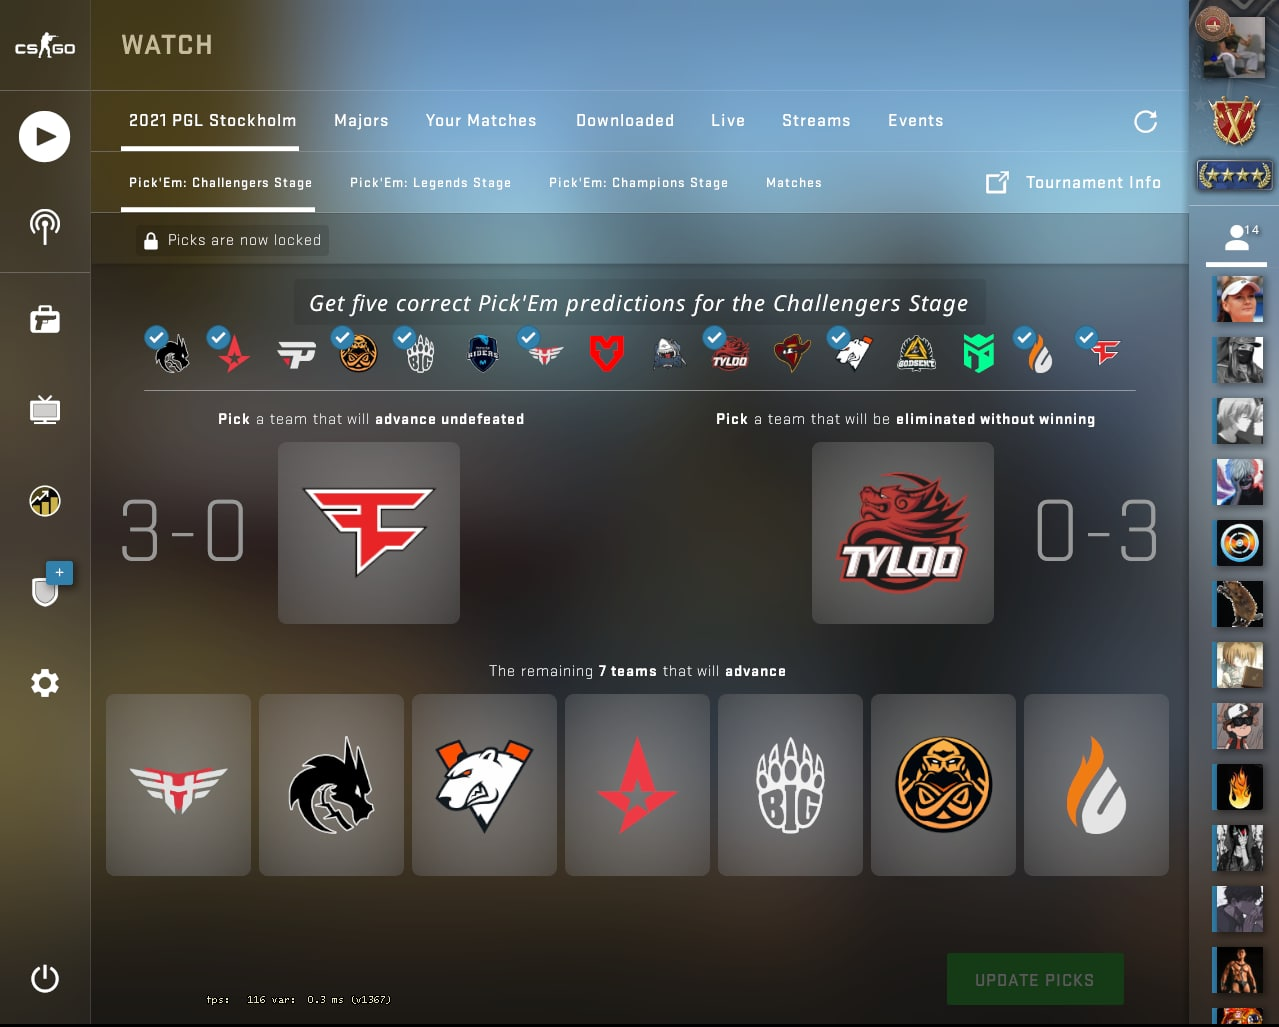 CS GO
WATCH
2021 PGL Stockholm
Majors
Your Matches
Downloaded
Live
Streams
Events
Pick'Em: Challengers Stage
Pick'Em: Legends Stage
Pick'Em: Champions Stage
Matches
Tournament Info
14
Picks are now locked
Get five correct Pick'Em predictions for the Challengers Stage
TYLOO
GODSENT
Pick a team that will advance undefeated
Pick a team that will be eliminated without winning
3-0
TYLOO
0-3
+
The remaining 7 teams that will advance
BIG
UPDATE PICKS
fps: 116 var: 0.3 ms (v1367)